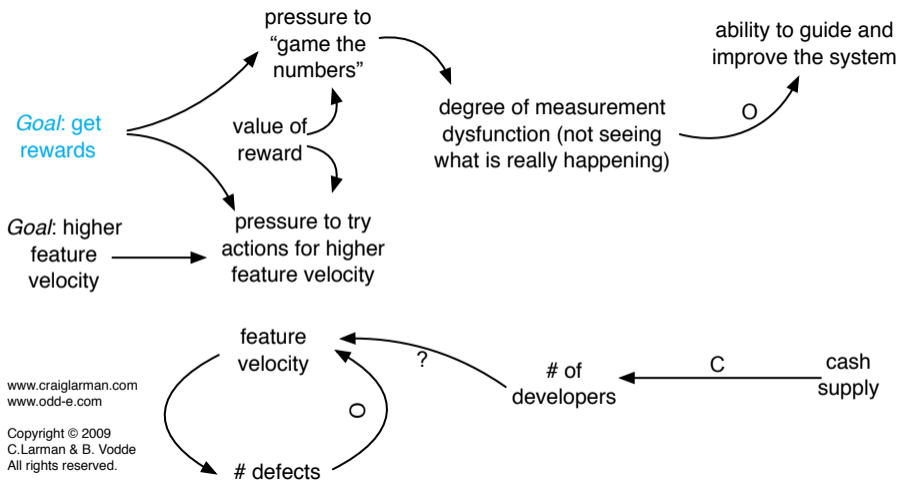 pressure to
“game the
numbers”
ability to guide and
improve the system
degree of measurement
dysfunction (not seeing
what is really happening)
O
Goal: get
rewards
value of
reward
Goal: higher
feature
velocity
pressure to try
actions for higher
feature velocity
feature
velocity
?
# of
developers
C
cash
supply
O
# defects
www.craiglarman.com
www.odd-e.com
Copyright © 2009
C.Larman & B. Vodde
All rights reserved.